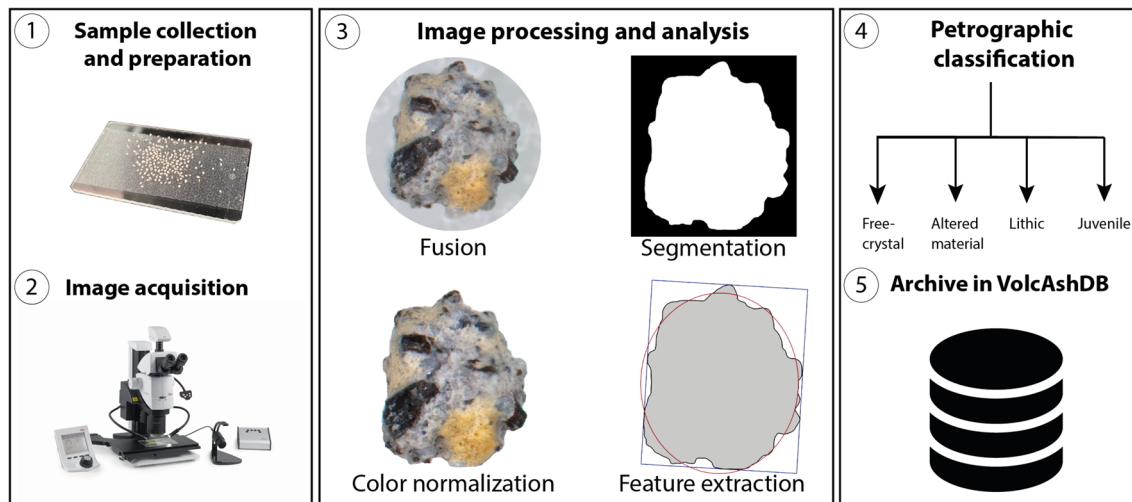 1
Sample collection
and preparation
2
Image acquisition
3
Image processing and analysis
Fusion
Segmentation
Color normalization
Feature extraction
4
Petrographic
classification
Free-
crystal
Altered
material
Lithic
Juvenile
5
Archive in VolcAshDB